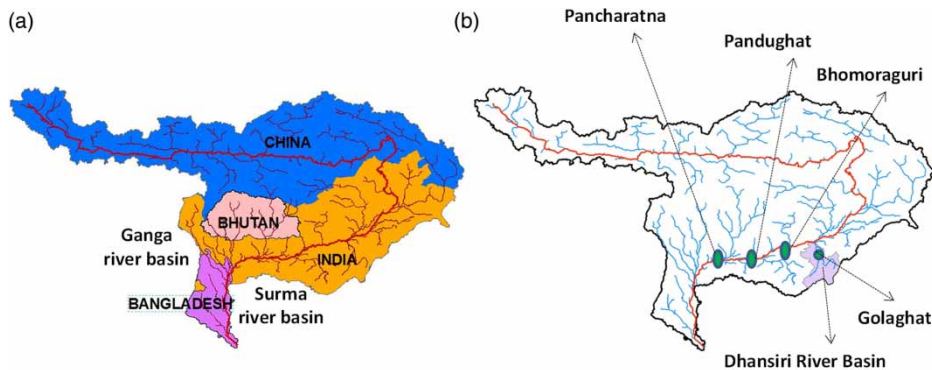 (a)
CHINA
BHUTAN
Ganga
river basin
INDIA
BANGLADESH
Surma
river basin
(b)
Pancharatna
Pandughat
Bhomoraguri
Golaghat
Dhansiri River Basin